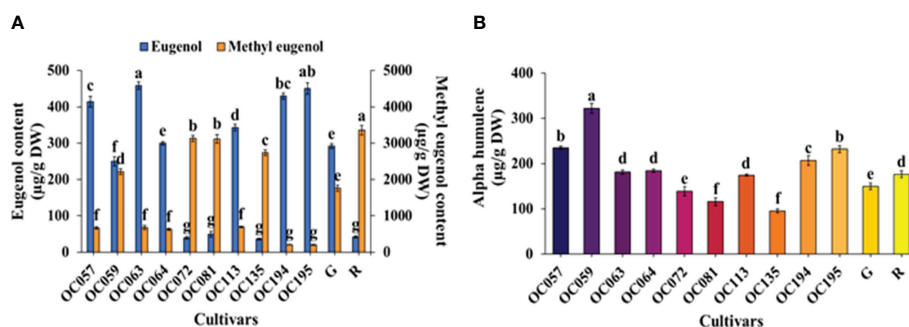 A
Eugenol Methyl eugenol
Eugenol content
(µg/g DW)
500
400
300
200
100
0
c
f
f
d
a
f
e
f
g
b
g
b
d
f
g
c
bc
g
ab
g
e
e
g
a
5000
4000
3000
2000
1000
0
Methyl eugenol content
(µg/g DW)
OC057
OC059
OC063
OC064
OC072
OC081
OC113
OC135
OC194
OC195
G
R
Cultivars
B
Alpha humulene
(µg/g DW)
400
300
200
100
0
b
a
d
d
e
f
d
f
c
b
e
d
OC057
OC059
OC063
OC064
OC072
OC081
OC113
OC135
OC194
OC195
G
R
Cultivars